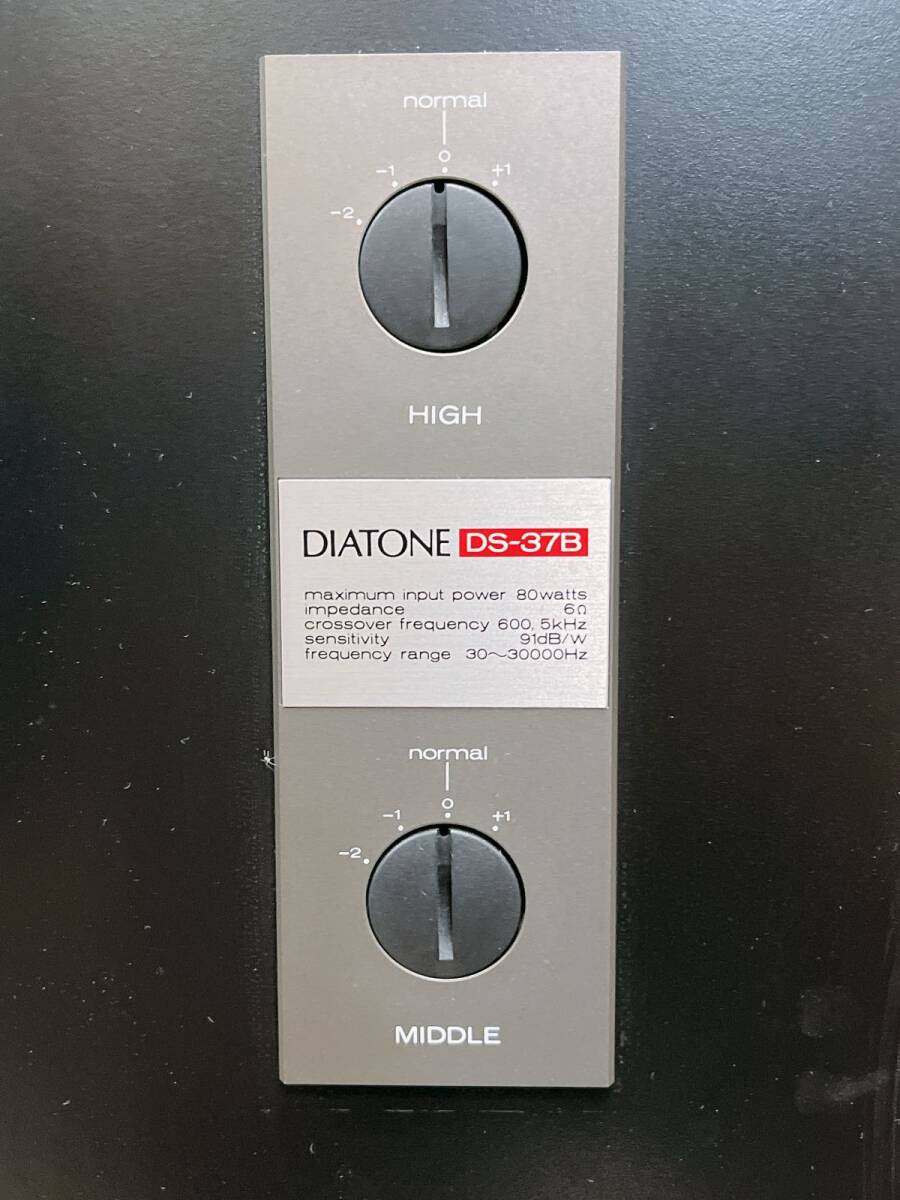 normal
0
-1 +1
-2
HIGH
DIATONE DS-37B
maximum input power 80watts
impedance 6Ω
crossover frequency 600, 5kHz
sensitivity 91dB/W
frequency range 30~30000Hz
normal
0
-1 +1
-2
MIDDLE